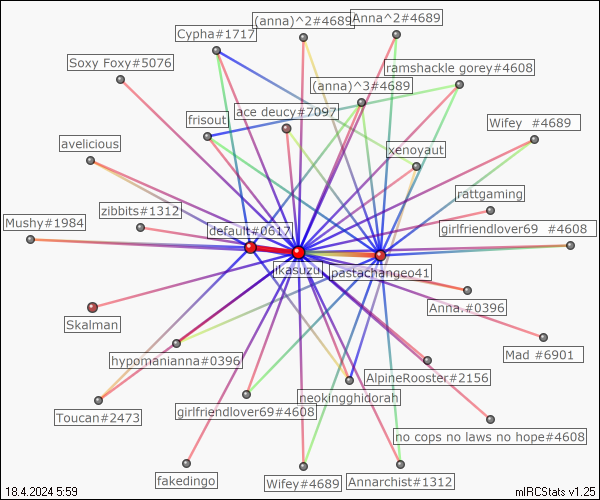 (anna)^2#4689
Anna^2#4689
Cypha#1717
Soxy Foxy#5076
ramshackle gorey#4608
(anna)^3#4689
ace deucy#7097
frisout
Wifey  #4689
avelicious
xenoyaut
rattgaming
zibbits#1312
Mushy#1984
default#0617
girlfriendlover69  #4608
ikasuzu
pastachangeo41
Anna.#0396
Skalman
Mad #6901
hypomanianna#0396
AlpineRooster#2156
neokingghidorah
Toucan#2473
girlfriendlover69#4608
no cops no laws no hope#4608
fakedingo
Wifey#4689
Annarchist#1312
18.4.2024 5:59
mIRCStats v1.25